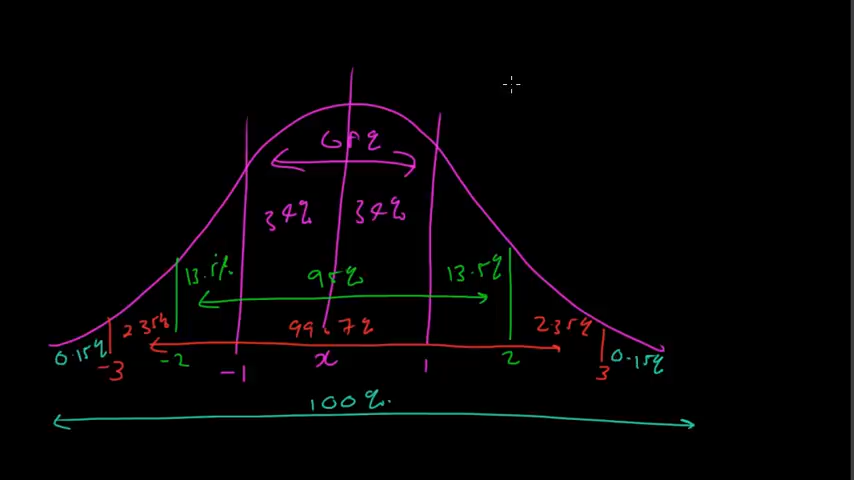 68%
34% 34%
13.5% 95% 13.5%
2.35% 99.7% 2.35%
0.15% -3 -2 -1 x 1 2 3 0.15%
100%